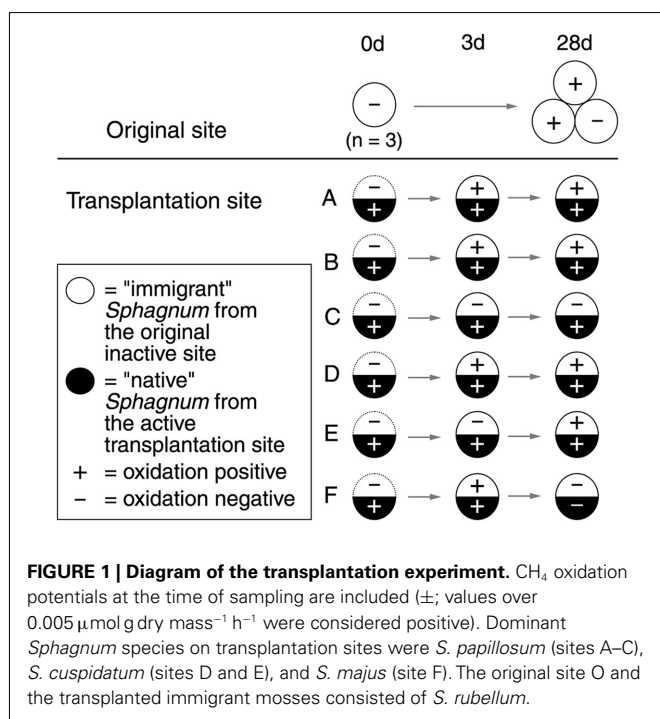 0d 3d 28d
−
+
+ −
Original site
(n = 3)
Transplantation site
A − + + + + +
B − + + + + +
C − + − + − +
D − + + + + +
E − + − + + +
F − + + + − −
= "immigrant"
Sphagnum from
the original
inactive site
= "native"
Sphagnum from
the active
transplantation site
+ = oxidation positive
− = oxidation negative
FIGURE 1 | Diagram of the transplantation experiment. CH₄ oxidation
potentials at the time of sampling are included (±; values over
0.005 μmol g dry mass⁻¹ h⁻¹ were considered positive). Dominant
Sphagnum species on transplantation sites were S. papillosum (sites A–C),
S. cuspidatum (sites D and E), and S. majus (site F). The original site O and
the transplanted immigrant mosses consisted of S. rubellum.